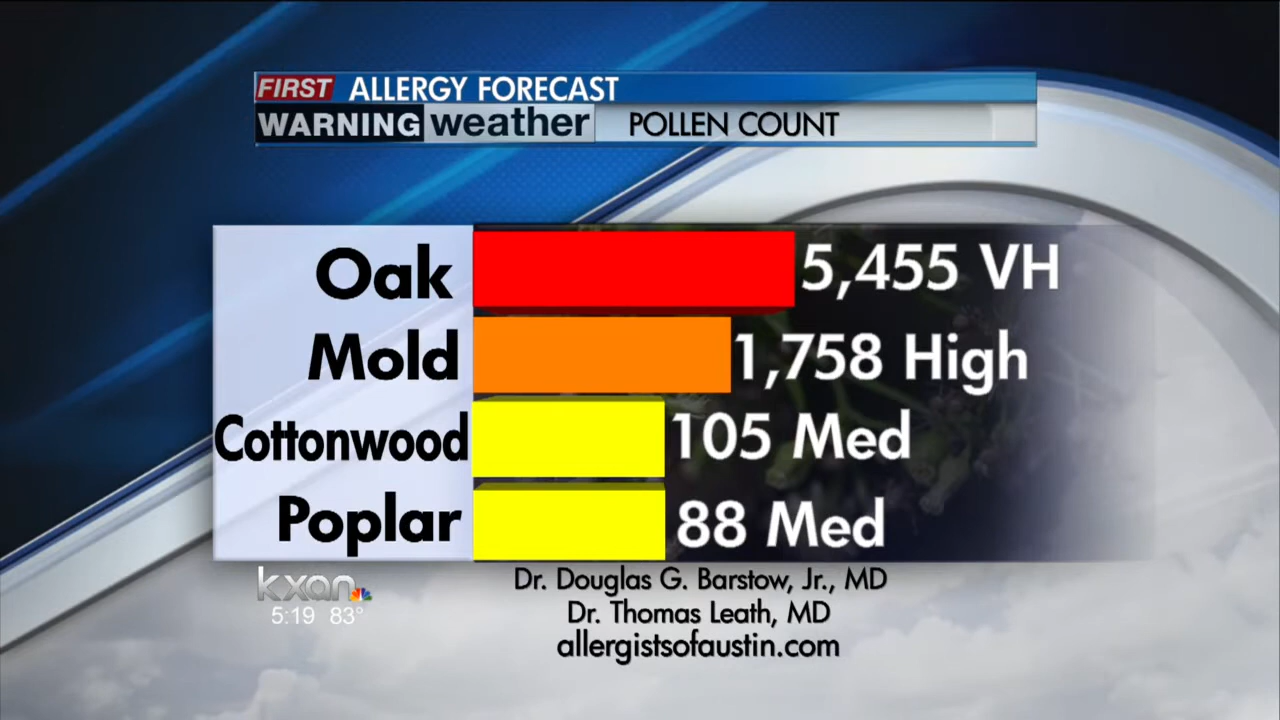 FIRST ALLERGY FORECAST
WARNING weather POLLEN COUNT
Oak 5,455 VH
Mold 1,758 High
Cottonwood 105 Med
Poplar 88 Med
kxan
5:19 83°
Dr. Douglas G. Barstow, Jr., MD
Dr. Thomas Leath, MD
allergistsofaustin.com